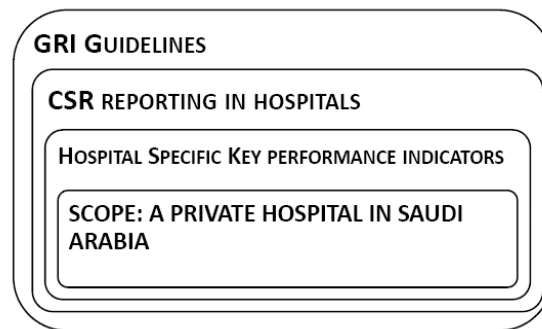 GRI GUIDELINES
CSR REPORTING IN HOSPITALS
HOSPITAL SPECIFIC KEY PERFORMANCE INDICATORS
SCOPE: A PRIVATE HOSPITAL IN SAUDI
ARABIA